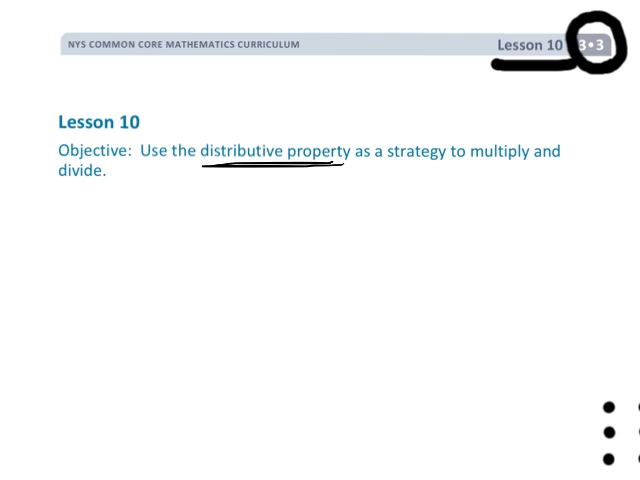 NYS COMMON CORE MATHEMATICS CURRICULUM Lesson 10 3•3
Lesson 10
Objective: Use the distributive property as a strategy to multiply and
divide.